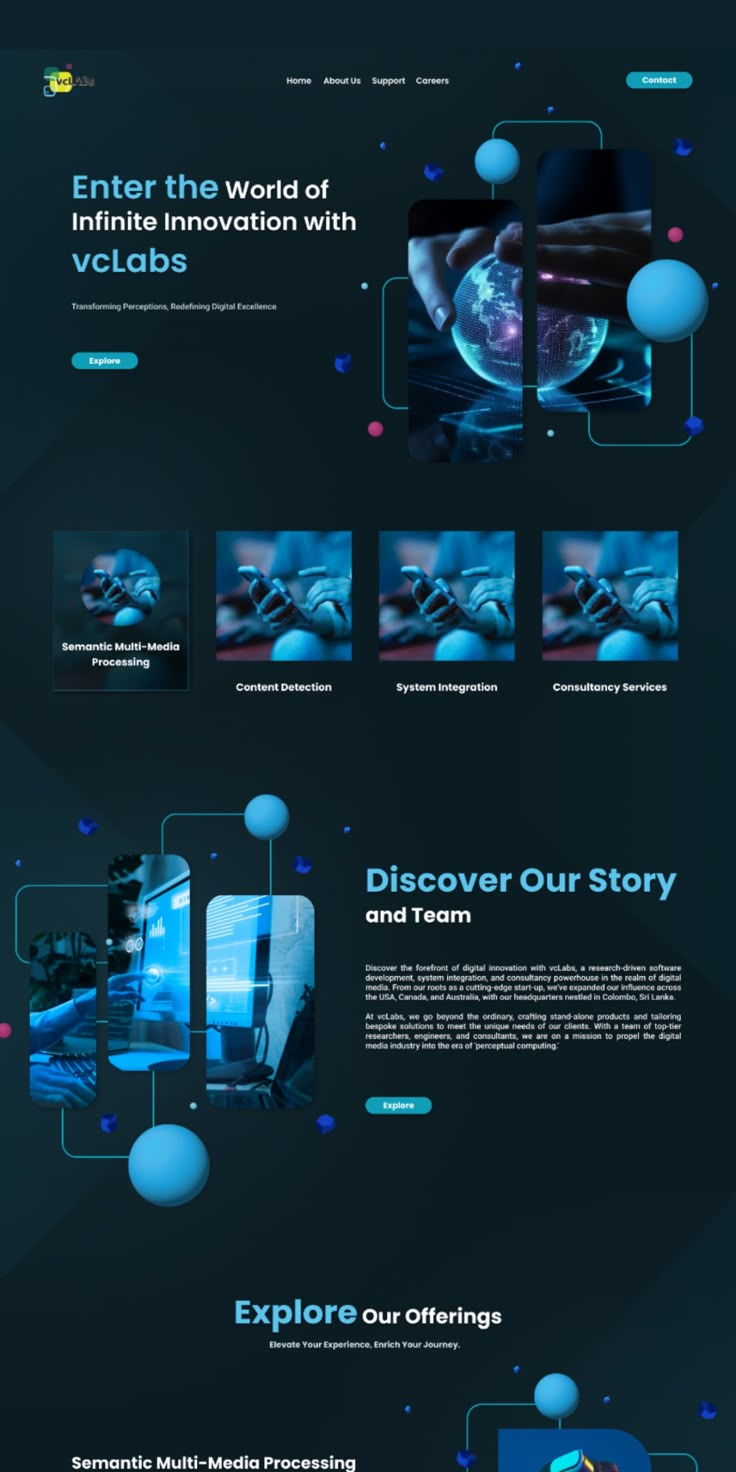 vcLABs
Home About Us Support Careers
Contact
Enter the World of
Infinite Innovation with
vcLabs
Transforming Perceptions, Redefining Digital Excellence
Explore
Semantic Multi-Media
Processing
Content Detection
System Integration
Consultancy Services
Discover Our Story
and Team
Discover the forefront of digital innovation with vcLabs, a research-driven software
development, system integration, and consultancy powerhouse in the realm of digital
media. From our roots as a cutting-edge start-up, we've expanded our influence across
the USA, Canada, and Australia, with our headquarters nestled in Colombo, Sri Lanka.
At vcLabs, we go beyond the ordinary, crafting stand-alone products and tailoring
bespoke solutions to meet the unique needs of our clients. With a team of top-tier
researchers, engineers, and consultants, we are on a mission to propel the digital
media industry into the era of 'perceptual computing.'
Explore
Explore Our Offerings
Elevate Your Experience, Enrich Your Journey.
Semantic Multi-Media Processing